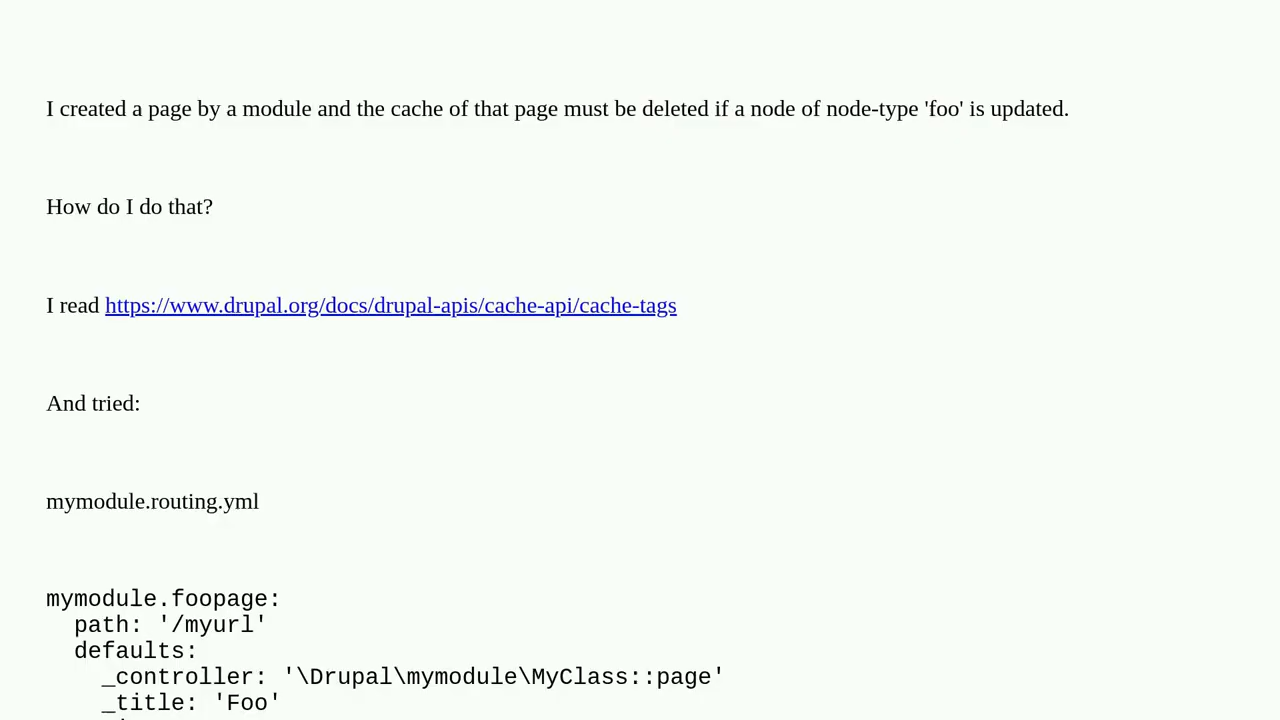 I created a page by a module and the cache of that page must be deleted if a node of node-type 'foo' is updated.
How do I do that?
I read https://www.drupal.org/docs/drupal-apis/cache-api/cache-tags
And tried:
mymodule.routing.yml
mymodule.foopage:
  path: '/myurl'
  defaults:
    _controller: '\Drupal\mymodule\MyClass::page'
    _title: 'Foo'